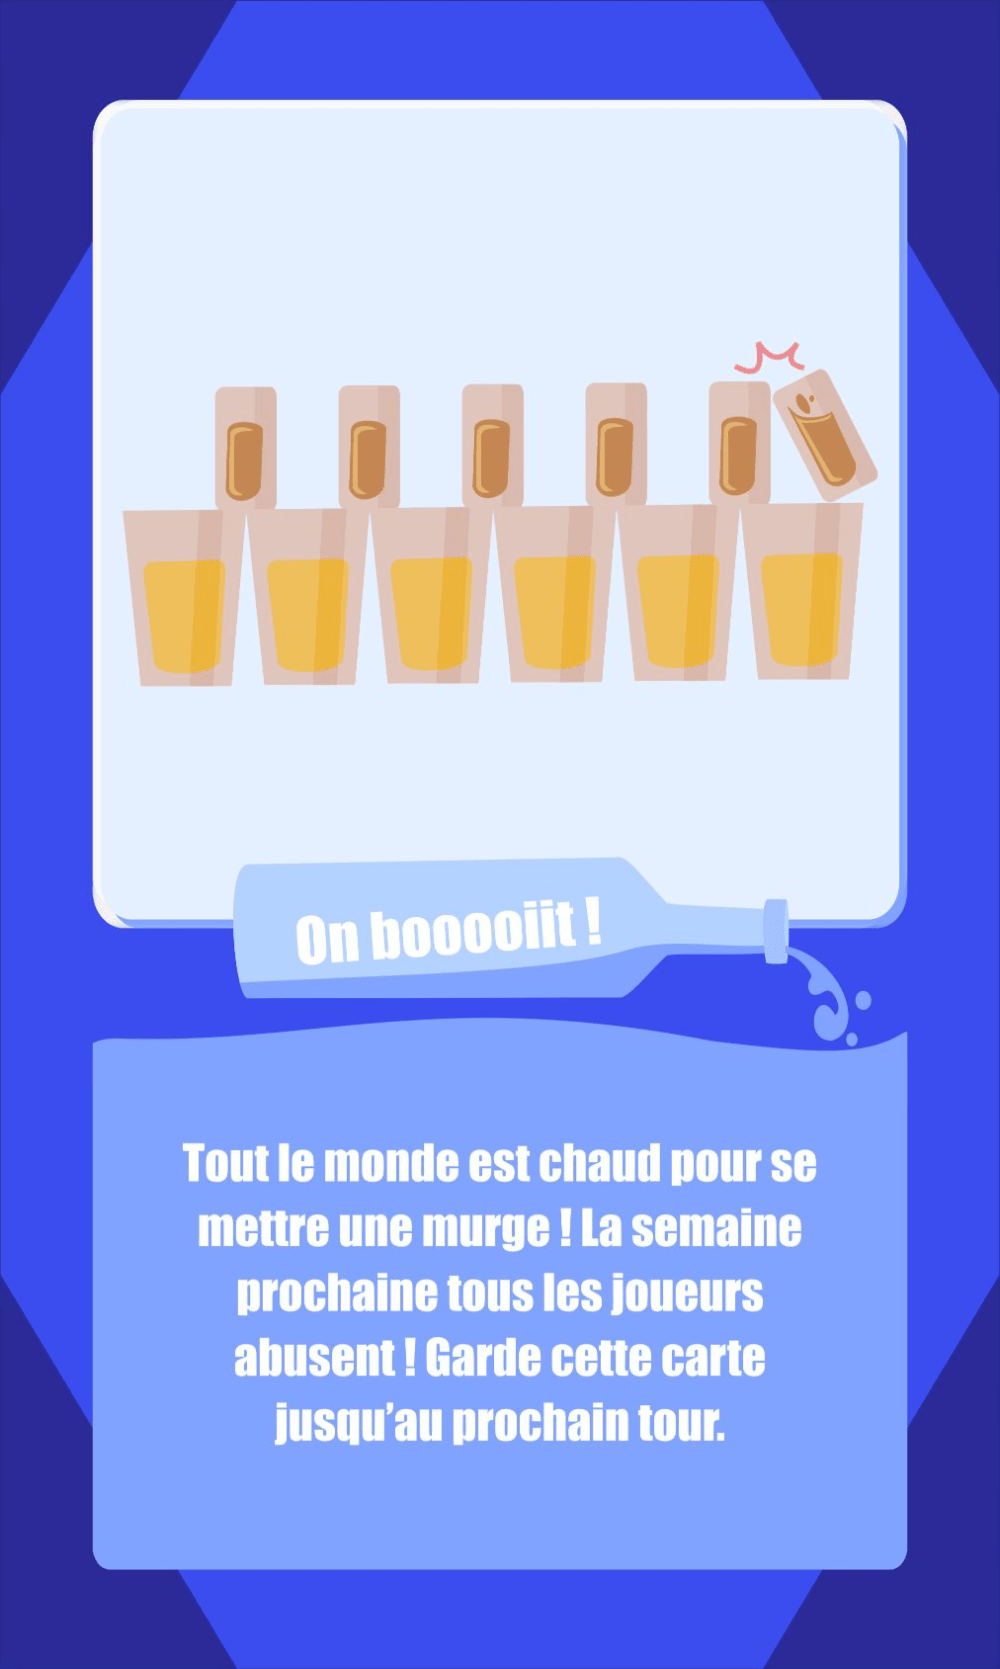 On booooiit !
Tout le monde est chaud pour se
mettre une murge ! La semaine
prochaine tous les joueurs
abusent ! Garde cette carte
jusqu’au prochain tour.